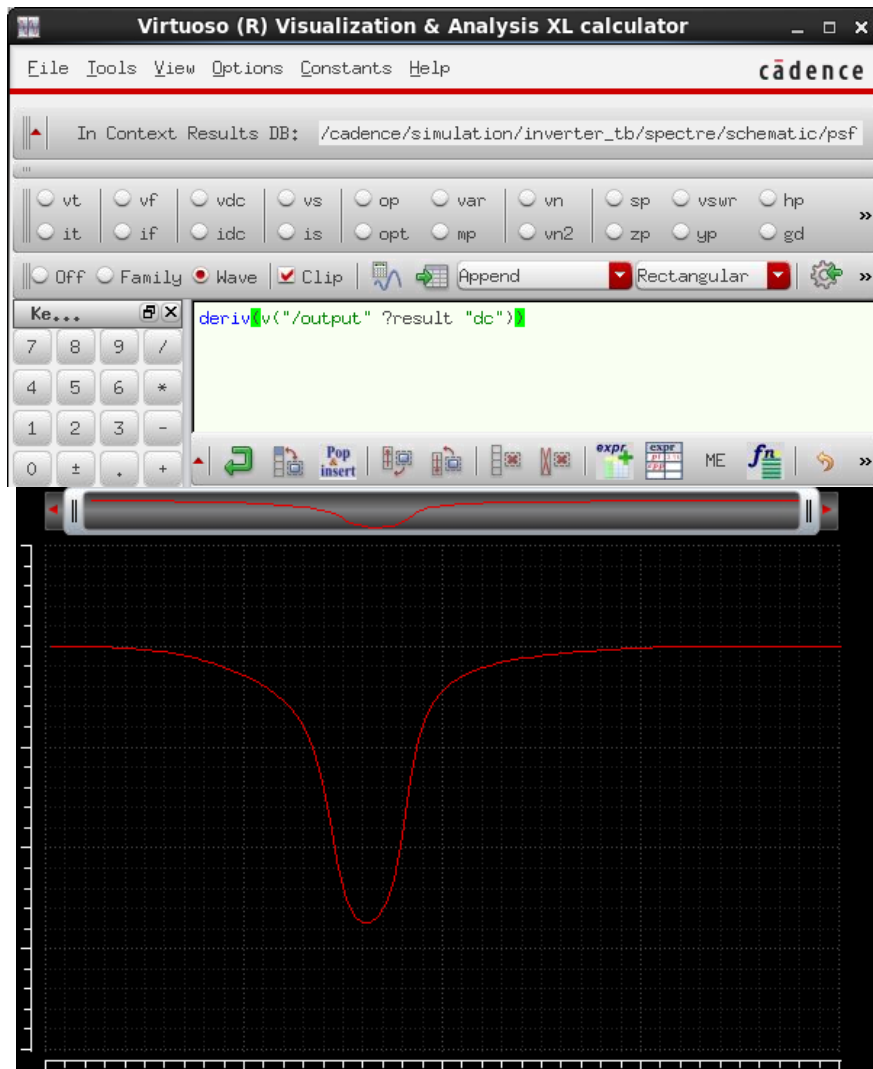 Virtuoso (R) Visualization & Analysis XL calculator
File Tools View Options Constants Help
cādence
In Context Results DB: /cadence/simulation/inverter_tb/spectre/schematic/psf
vt vf vdc vs op var vn sp vswr hp
it if idc is opt mp vn2 zp yp gd
»
Off Family Wave Clip Append Rectangular »
Ke...
deriv(v("/output" ?result "dc"))
7 8 9 /
4 5 6 *
1 2 3 -
0 ± . +
Pop & insert
expr
expr
ME
fn
»